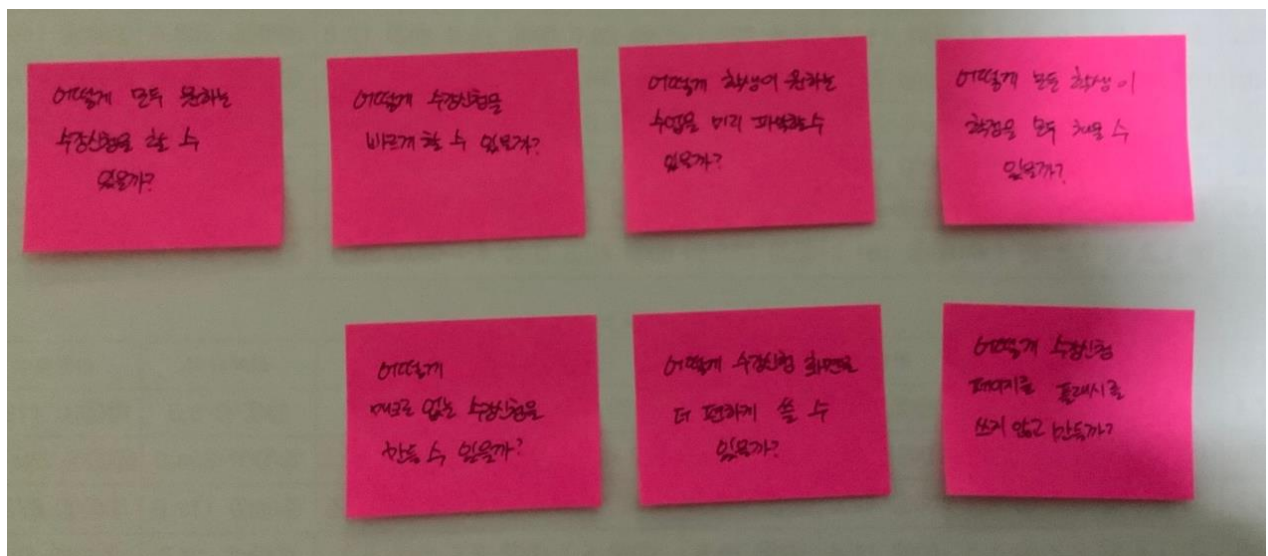 어떻게 모두 원하는
수강신청을 할 수
있을까?
어떻게 수강신청을
빠르게 할 수 있을까?
어떻게 학생이 원하는
수업을 미리 파악할 수
있을까?
어떻게 모든 학생이
학점을 모두 채울 수
있을까?
어떻게
매크로 없는 수강신청을
만들 수 있을까?
어떻게 수강신청 화면을
더 편하게 쓸 수
있을까?
어떻게 수강신청
페이지를 플래시를
쓰지 않고 만들까?